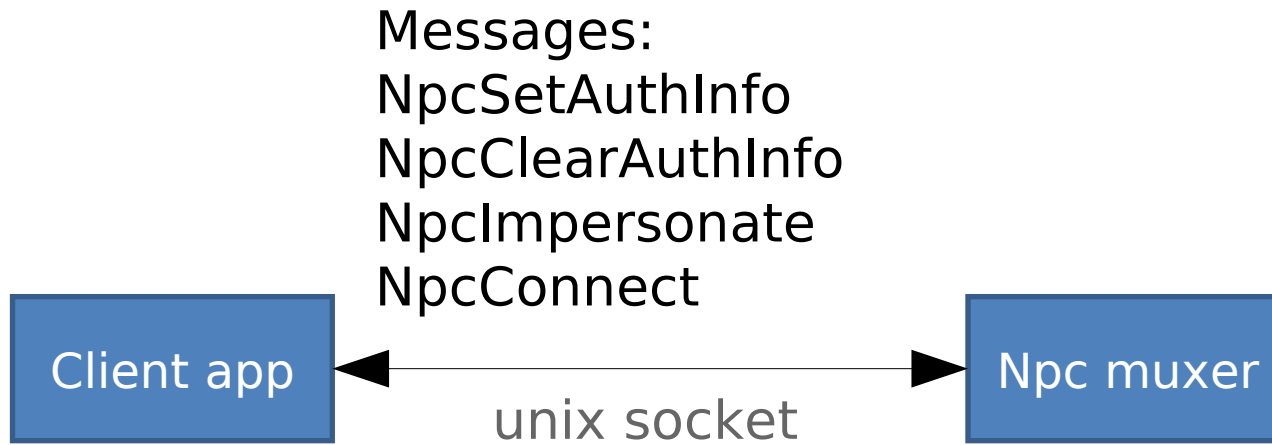 Messages:
NpcSetAuthInfo
NpcClearAuthInfo
NpcImpersonate
NpcConnect
Client app
Npc muxer
unix socket